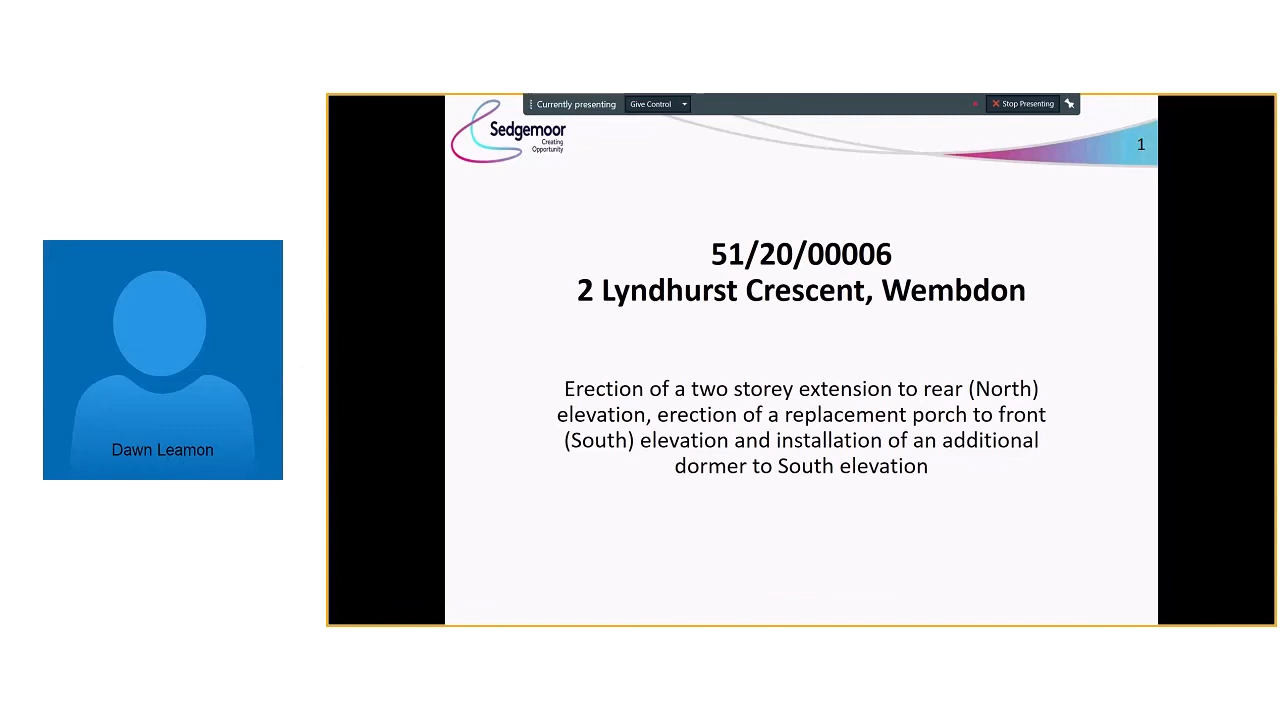 Currently presenting
Give Control
Stop Presenting
Sedgemoor
Creating
Opportunity
1
51/20/00006
2 Lyndhurst Crescent, Wembdon
Erection of a two storey extension to rear (North)
elevation, erection of a replacement porch to front
(South) elevation and installation of an additional
dormer to South elevation
Dawn Leamon